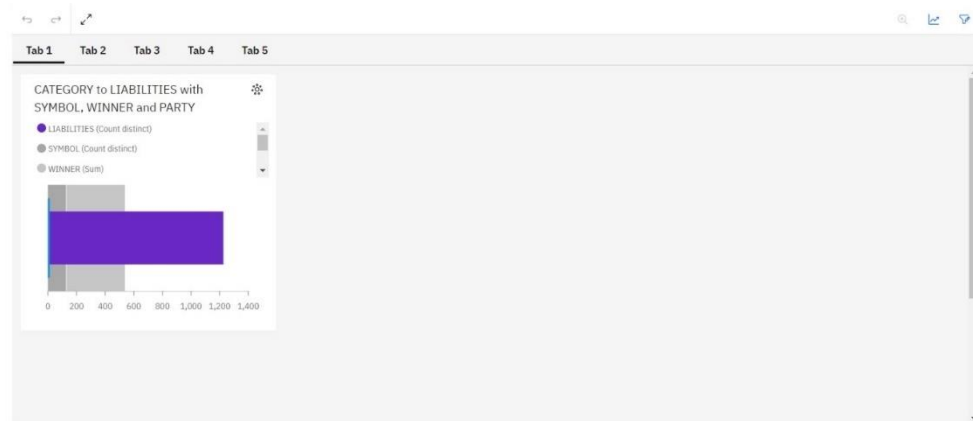 Tab 1 Tab 2 Tab 3 Tab 4 Tab 5
CATEGORY to LIABILITIES with
SYMBOL, WINNER and PARTY
LIABILITIES (Count distinct)
SYMBOL (Count distinct)
WINNER (Sum)
0 200 400 600 800 1,000 1,200 1,400